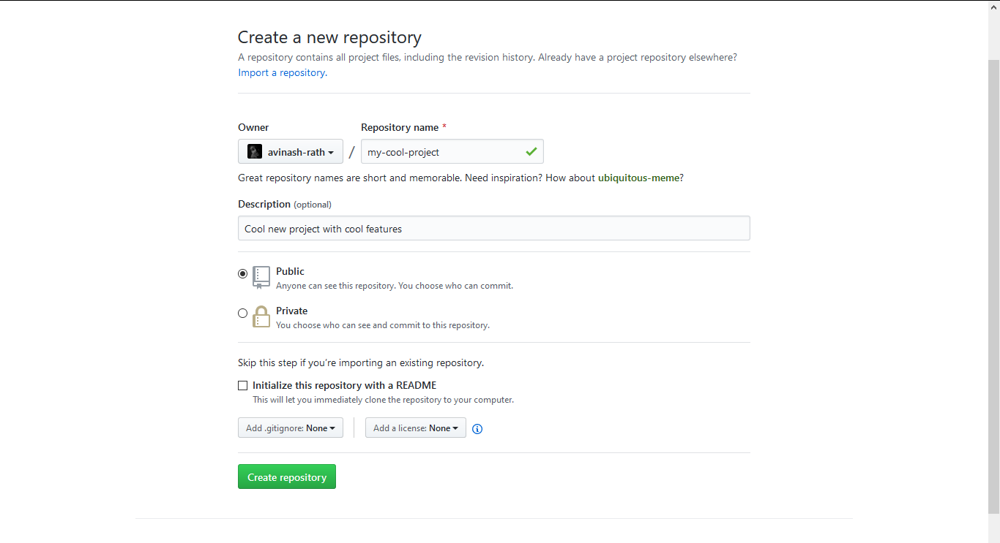 Create a new repository
A repository contains all project files, including the revision history. Already have a project repository elsewhere?
Import a repository.
Owner
Repository name *
avinash-rath
/
my-cool-project
Great repository names are short and memorable. Need inspiration? How about ubiquitous-meme?
Description (optional)
Cool new project with cool features
Public
Anyone can see this repository. You choose who can commit.
Private
You choose who can see and commit to this repository.
Skip this step if you’re importing an existing repository.
Initialize this repository with a README
This will let you immediately clone the repository to your computer.
Add .gitignore: None
Add a license: None
Create repository